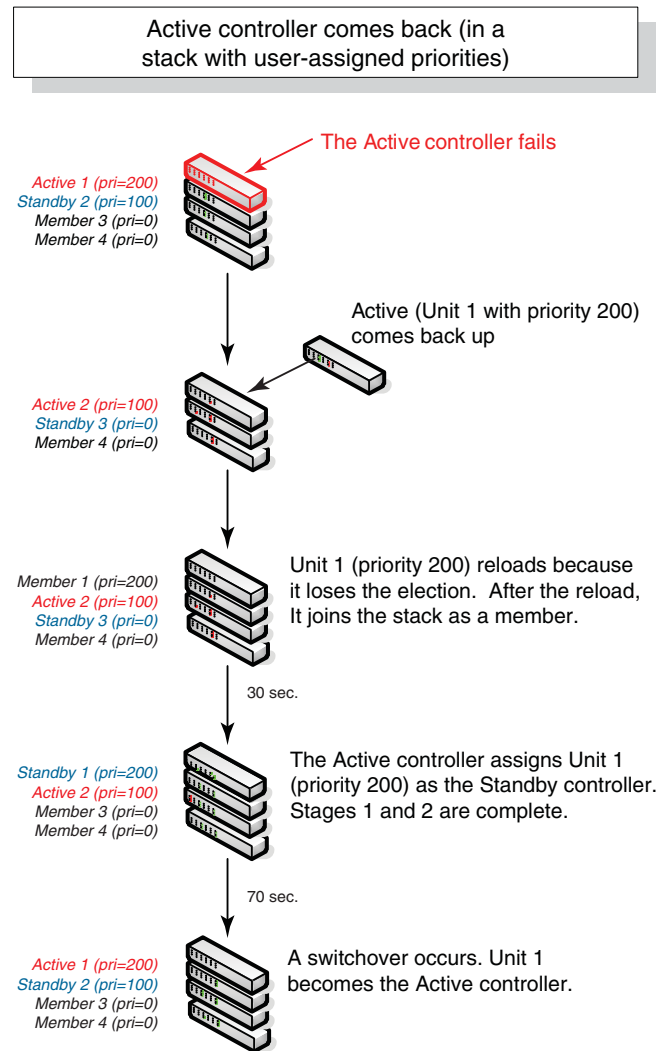 Active controller comes back (in a
stack with user-assigned priorities)
The Active controller fails
Active 1 (pri=200)
Standby 2 (pri=100)
Member 3 (pri=0)
Member 4 (pri=0)
Active (Unit 1 with priority 200)
comes back up
Active 2 (pri=100)
Standby 3 (pri=0)
Member 4 (pri=0)
Member 1 (pri=200)
Active 2 (pri=100)
Standby 3 (pri=0)
Member 4 (pri=0)
Unit 1 (priority 200) reloads because
it loses the election. After the reload,
It joins the stack as a member.
30 sec.
Standby 1 (pri=200)
Active 2 (pri=100)
Member 3 (pri=0)
Member 4 (pri=0)
The Active controller assigns Unit 1
(priority 200) as the Standby controller.
Stages 1 and 2 are complete.
70 sec.
Active 1 (pri=200)
Standby 2 (pri=100)
Member 3 (pri=0)
Member 4 (pri=0)
A switchover occurs. Unit 1
becomes the Active controller.